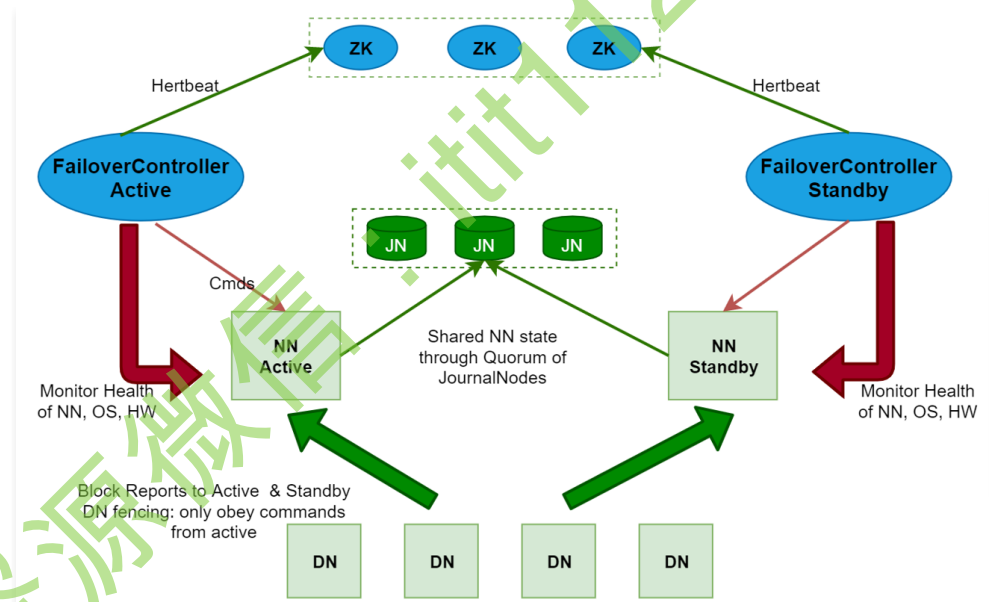 ZK
ZK
ZK
Hertbeat
Hertbeat
FailoverController
Active
FailoverController
Standby
JN
JN
JN
Cmds
NN
Active
Shared NN state
through Quorum of
JournalNodes
NN
Standby
Monitor Health
of NN, OS, HW
Monitor Health
of NN, OS, HW
Block Reports to Active & Standby
DN fencing: only obey commands
from active
DN
DN
DN
DN
源微信：itit112